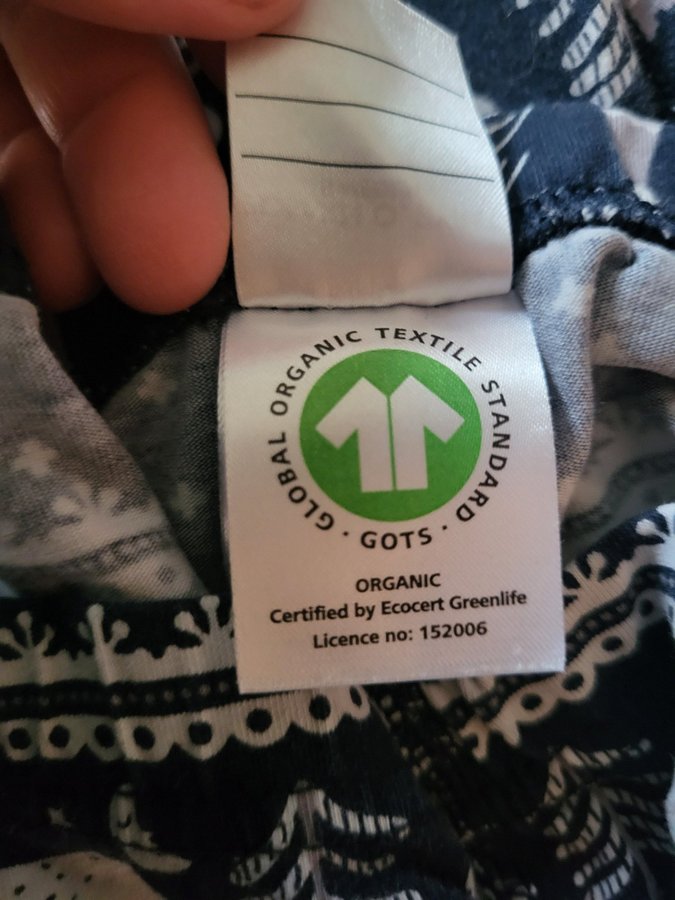 GLOBAL ORGANIC TEXTILE STANDARD · GOTS ·
ORGANIC
Certified by Ecocert Greenlife
Licence no: 152006